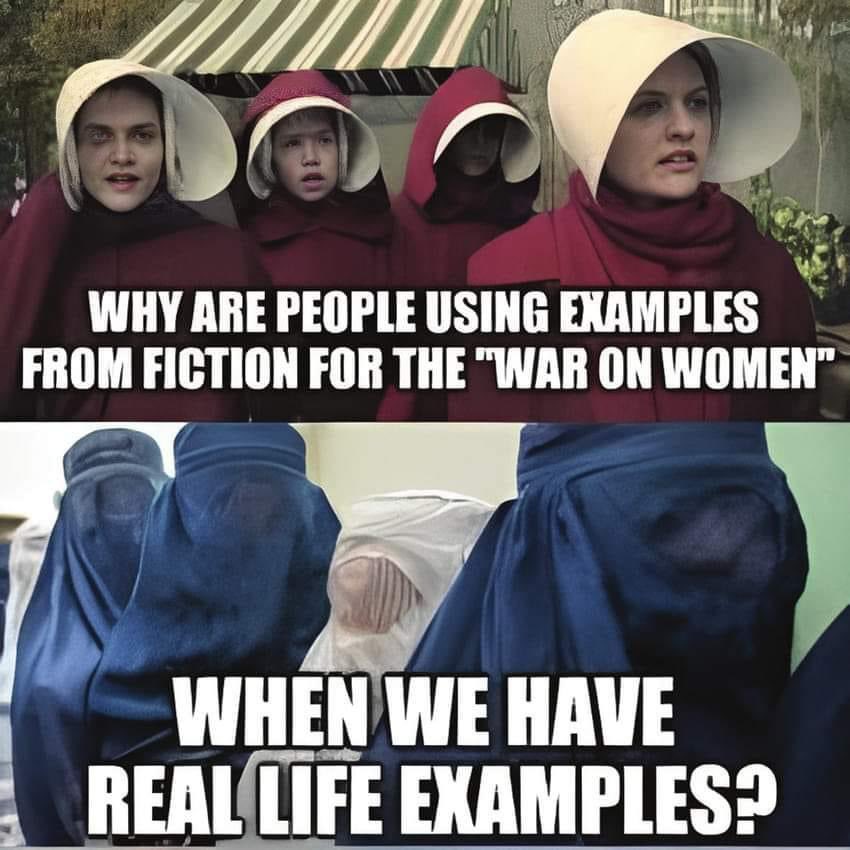 WHY ARE PEOPLE USING EXAMPLES
FROM FICTION FOR THE "WAR ON WOMEN"
WHEN WE HAVE
REAL LIFE EXAMPLES?